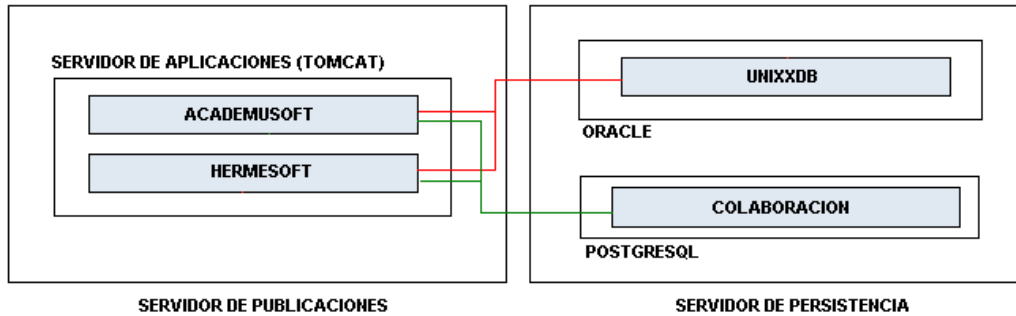 SERVIDOR DE APLICACIONES (TOMCAT)
ACADEMUSOFT
HERMESOFT
SERVIDOR DE PUBLICACIONES
UNIXXDB
ORACLE
COLABORACION
POSTGRESQL
SERVIDOR DE PERSISTENCIA